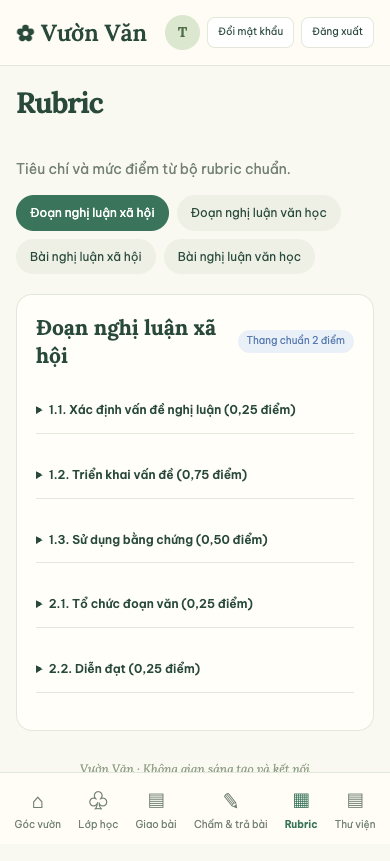 Vườn Văn
T
Đổi mật khẩu
Đăng xuất
Rubric
Tiêu chí và mức điểm từ bộ rubric chuẩn.
Đoạn nghị luận xã hội
Đoạn nghị luận văn học
Bài nghị luận xã hội
Bài nghị luận văn học
Đoạn nghị luận xã
hội
Thang chuẩn 2 điểm
1.1. Xác định vấn đề nghị luận (0,25 điểm)
1.2. Triển khai vấn đề (0,75 điểm)
1.3. Sử dụng bằng chứng (0,50 điểm)
2.1. Tổ chức đoạn văn (0,25 điểm)
2.2. Diễn đạt (0,25 điểm)
Vườn Văn · Không gian sáng tạo và kết nối
Góc vườn
Lớp học
Giao bài
Chấm & trả bài
Rubric
Thư viện